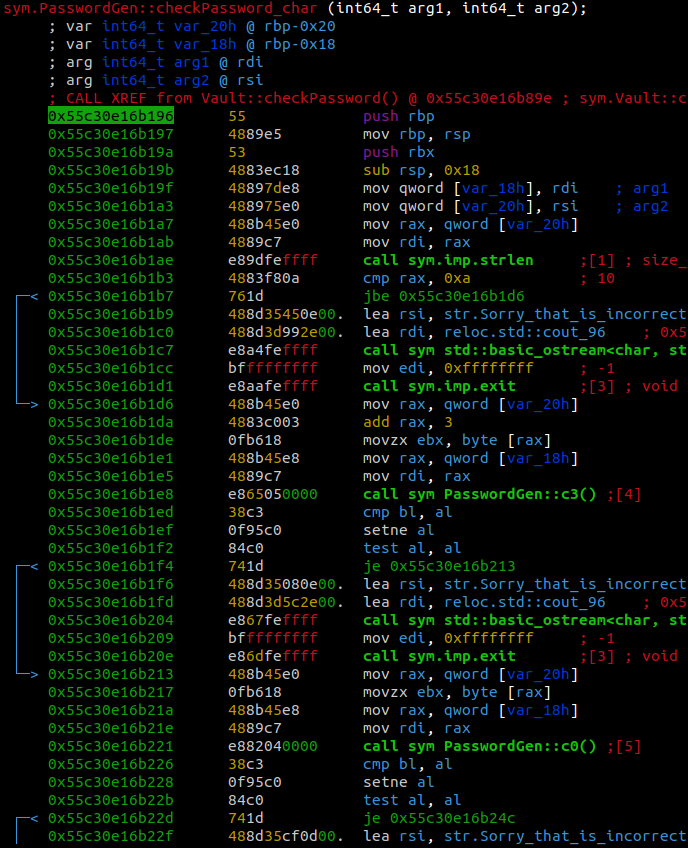 sym.PasswordGen::checkPassword_char (int64_t arg1, int64_t arg2);
; var int64_t var_20h @ rbp-0x20
; var int64_t var_18h @ rbp-0x18
; arg int64_t arg1 @ rdi
; arg int64_t arg2 @ rsi
; CALL XREF from Vault::checkPassword() @ 0x55c30e16b89e ; sym.Vault::c
0x55c30e16b196 55 push rbp
0x55c30e16b197 4889e5 mov rbp, rsp
0x55c30e16b19a 53 push rbx
0x55c30e16b19b 4883ec18 sub rsp, 0x18
0x55c30e16b19f 48897de8 mov qword [var_18h], rdi ; arg1
0x55c30e16b1a3 488975e0 mov qword [var_20h], rsi ; arg2
0x55c30e16b1a7 488b45e0 mov rax, qword [var_20h]
0x55c30e16b1ab 4889c7 mov rdi, rax
0x55c30e16b1ae e89dfeffff call sym.imp.strlen ;[1] ; size_
0x55c30e16b1b3 4883f80a cmp rax, 0xa ; 10
0x55c30e16b1b7 761d jbe 0x55c30e16b1d6
0x55c30e16b1b9 488d35450e00. lea rsi, str.Sorry_that_is_incorrect
0x55c30e16b1c0 488d3d992e00. lea rdi, reloc.std::cout_96 ; 0x5
0x55c30e16b1c7 e8a4feffff call sym std::basic_ostream<char, st
0x55c30e16b1cc bfffffffff mov edi, 0xffffffff ; -1
0x55c30e16b1d1 e8aafeffff call sym.imp.exit ;[3] ; void
0x55c30e16b1d6 488b45e0 mov rax, qword [var_20h]
0x55c30e16b1da 4883c003 add rax, 3
0x55c30e16b1de 0fb618 movzx ebx, byte [rax]
0x55c30e16b1e1 488b45e8 mov rax, qword [var_18h]
0x55c30e16b1e5 4889c7 mov rdi, rax
0x55c30e16b1e8 e865050000 call sym PasswordGen::c3() ;[4]
0x55c30e16b1ed 38c3 cmp bl, al
0x55c30e16b1ef 0f95c0 setne al
0x55c30e16b1f2 84c0 test al, al
0x55c30e16b1f4 741d je 0x55c30e16b213
0x55c30e16b1f6 488d35080e00. lea rsi, str.Sorry_that_is_incorrect
0x55c30e16b1fd 488d3d5c2e00. lea rdi, reloc.std::cout_96 ; 0x5
0x55c30e16b204 e867feffff call sym std::basic_ostream<char, st
0x55c30e16b209 bfffffffff mov edi, 0xffffffff ; -1
0x55c30e16b20e e86dfeffff call sym.imp.exit ;[3] ; void
0x55c30e16b213 488b45e0 mov rax, qword [var_20h]
0x55c30e16b217 0fb618 movzx ebx, byte [rax]
0x55c30e16b21a 488b45e8 mov rax, qword [var_18h]
0x55c30e16b21e 4889c7 mov rdi, rax
0x55c30e16b221 e882040000 call sym PasswordGen::c0() ;[5]
0x55c30e16b226 38c3 cmp bl, al
0x55c30e16b228 0f95c0 setne al
0x55c30e16b22b 84c0 test al, al
0x55c30e16b22d 741d je 0x55c30e16b24c
0x55c30e16b22f 488d35cf0d00. lea rsi, str.Sorry_that_is_incorrect